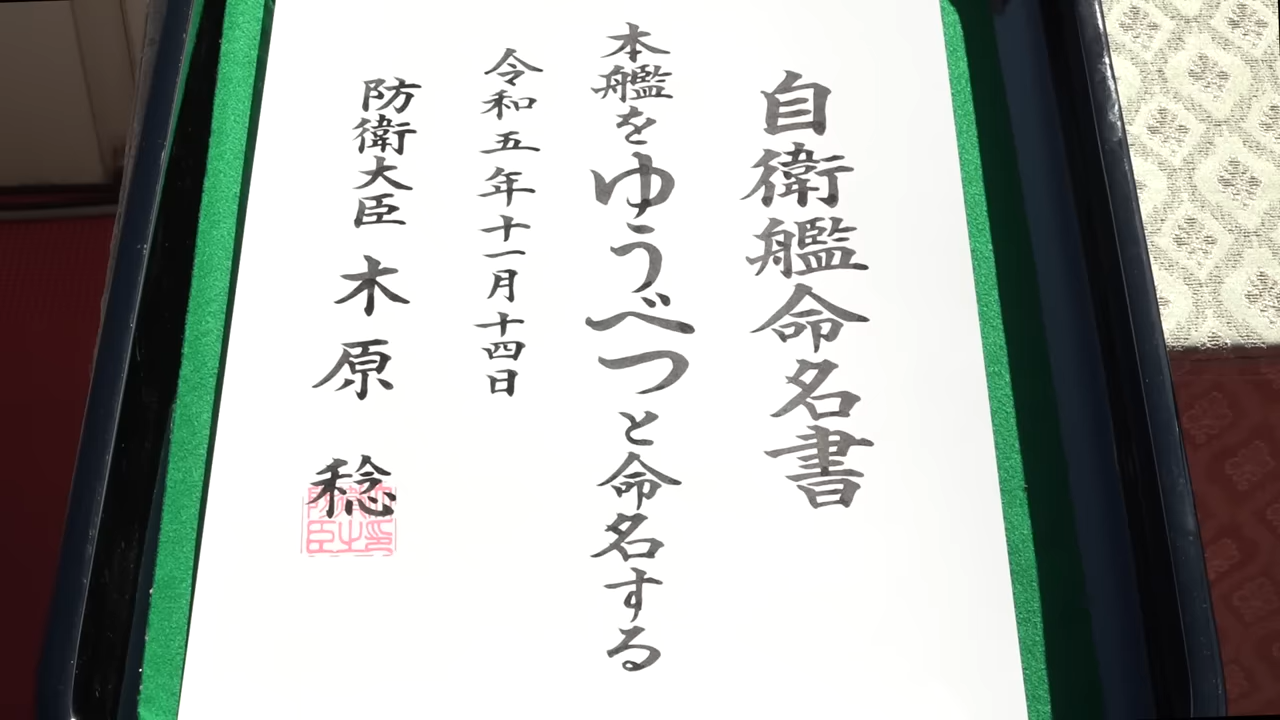 自衛艦命名書
本艦をゆうべつと命名する
令和五年十一月十四日
防衛大臣 木原 稔